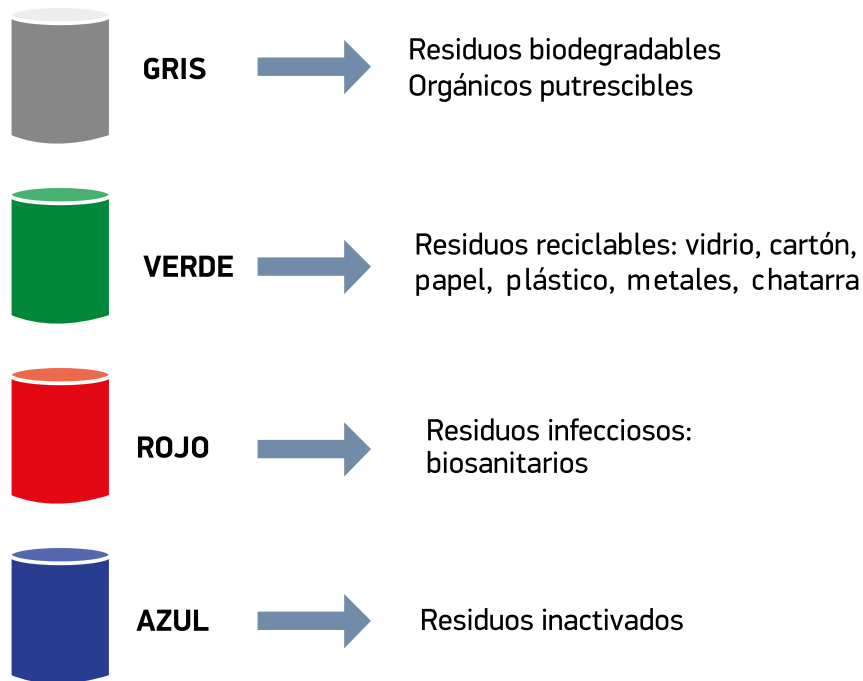 GRIS
Residuos biodegradables
Orgánicos putrescibles
VERDE
Residuos reciclables: vidrio, cartón,
papel, plástico, metales, chatarra
ROJO
Residuos infecciosos:
biosanitarios
AZUL
Residuos inactivados